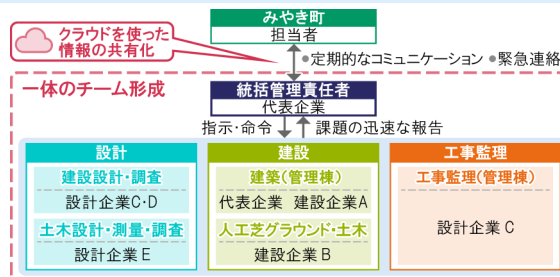 クラウドを使った
情報の共有化
みやき町
担当者
●定期的なコミュニケーション ●緊急連絡
一体のチーム形成
統括管理責任者
代表企業
指示・命令
課題の迅速な報告
設計
建設設計・調査
設計企業C・D
土木設計・測量・調査
設計企業E
建設
建築(管理棟)
代表企業 建設企業A
人工芝グラウンド・土木
建設企業B
工事監理
工事監理(管理棟)
設計企業 C